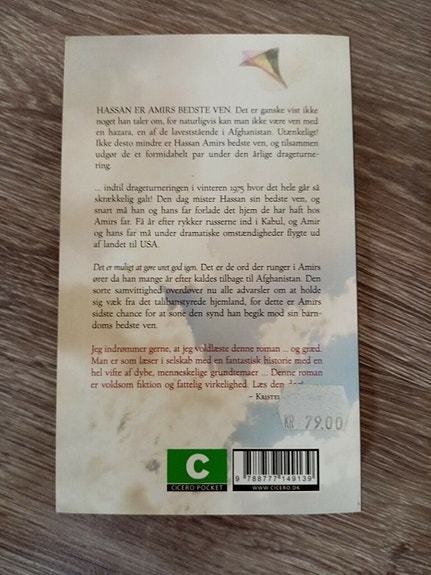 HASSAN ER AMIRS BEDSTE VEN. Det er ganske vist ikke
noget han taler om, for naturligvis kan man ikke være ven med
en hazara, en af de laveststående i Afghanistan. Utænkeligt!
Ikke desto mindre er Hassan Amirs bedste ven, og tilsammen
udgør de et formidabelt par under den årlige drageturne-
ring.
... indtil drageturneringen i vinteren 1975 hvor det hele går så
skrækkelig galt! Den dag mister Hassan sin bedste ven, og
snart må han og hans far forlade det hjem de har haft hos
Amirs far. Få år efter rykker russerne ind i Kabul, og Amir
og hans far må under dramatiske omstændigheder flygte ud
af landet til USA.
Det er muligt at gøre uret god igen. Det er de ord der runger i Amirs
ører da han mange år efter kaldes tilbage til Afghanistan. Den
sorte samvittighed overdøver nu alle advarsler om at holde
sig væk fra det talibanstyrede hjemland, for dette er Amirs
sidste chance for at sone den synd han begik mod sin barn-
doms bedste ven.
Jeg indrømmer gerne, at jeg voldlæste denne roman ... og græd.
Man er som læser i selskab med en fantastisk historie med en
hel vifte af dybe, menneskelige grundtemaer ... Denne roman
er voldsom fiktion og fattelig virkelighed. Læs den
– KRISTE
KR 79.00
C
CICERO POCKET
9 788777 149139
WWW.CICERO.DK